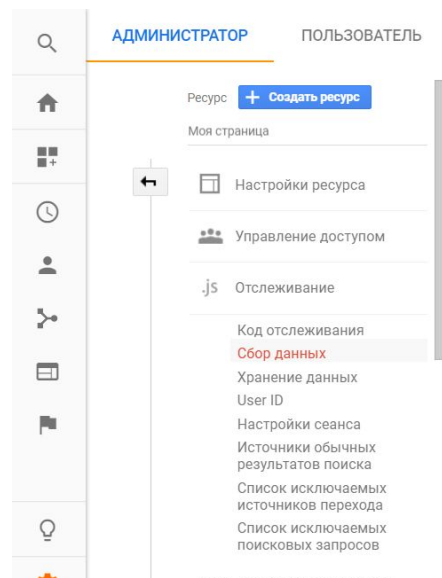 АДМИНИСТРАТОР ПОЛЬЗОВАТЕЛЬ
Ресурс + Создать ресурс
Моя страница
Настройки ресурса
Управление доступом
.js Отслеживание
Код отслеживания
Сбор данных
Хранение данных
User ID
Настройки сеанса
Источники обычных
результатов поиска
Список исключаемых
источников перехода
Список исключаемых
поисковых запросов